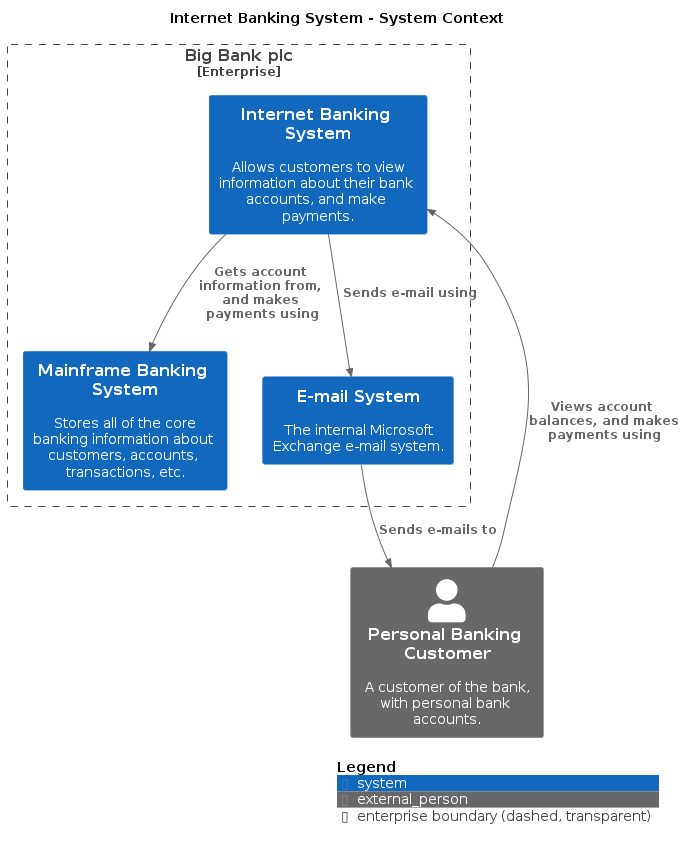 Internet Banking System - System Context
Big Bank plc
[Enterprise]
Internet Banking
System
Allows customers to view
information about their bank
accounts, and make
payments.
Gets account
information from,
and makes
payments using
Sends e-mail using
Mainframe Banking
System
Stores all of the core
banking information about
customers, accounts,
transactions, etc.
E-mail System
The internal Microsoft
Exchange e-mail system.
Views account
balances, and makes
payments using
Sends e-mails to
Personal Banking
Customer
A customer of the bank,
with personal bank
accounts.
Legend
system
external_person
enterprise boundary (dashed, transparent)